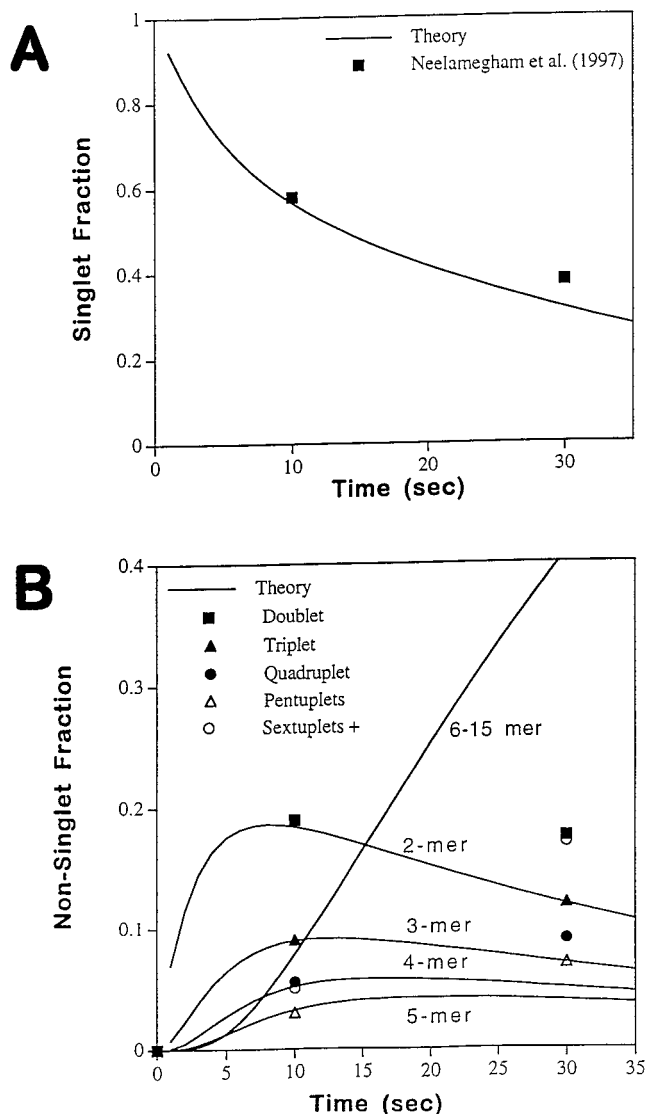 A
1
Theory
Neelamegham et al. (1997)
0.8
0.6
0.4
0.2
0
Singlet Fraction
0
10
20
30
Time (sec)
B
0.4
Theory
Doublet
Triplet
Quadruplet
Pentuplets
Sextuplets +
0.3
0.2
0.1
0
Non-Singlet Fraction
6-15 mer
2-mer
3-mer
4-mer
5-mer
0
5
10
15
20
25
30
35
Time (sec)